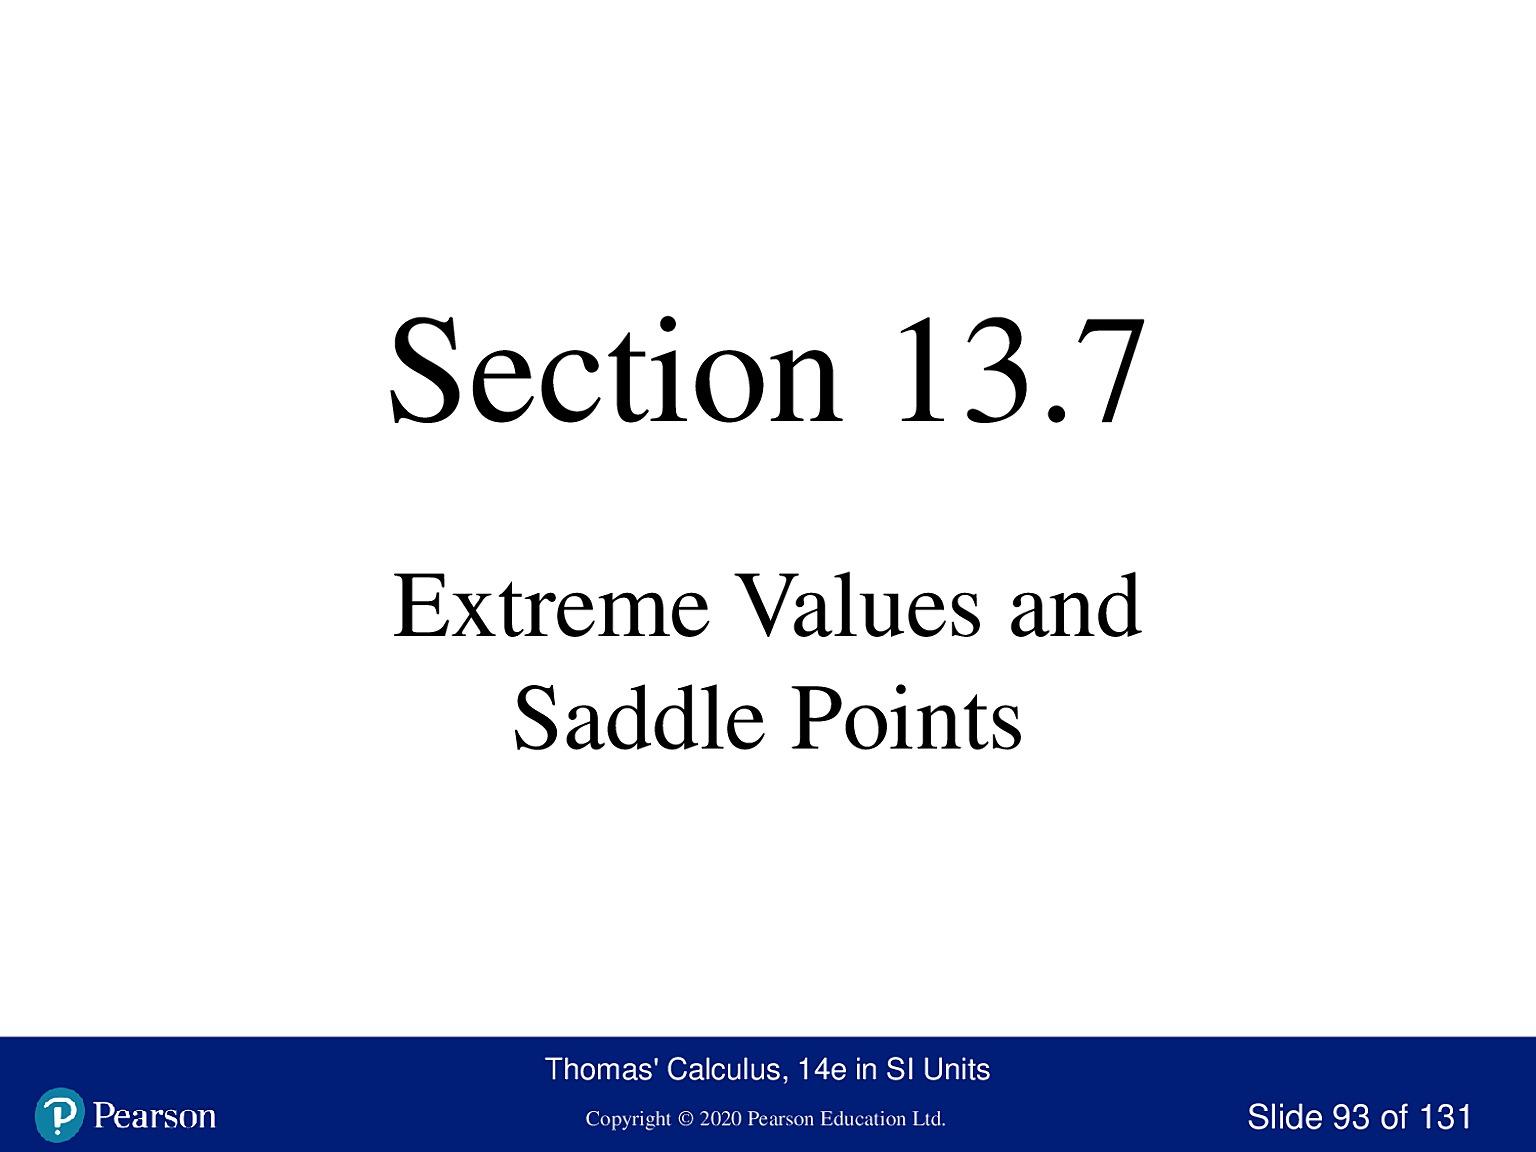 Section 13.7
Extreme Values and
Saddle Points
Thomas' Calculus, 14e in SI Units
Pearson
Copyright © 2020 Pearson Education Ltd.
Slide 93 of 131